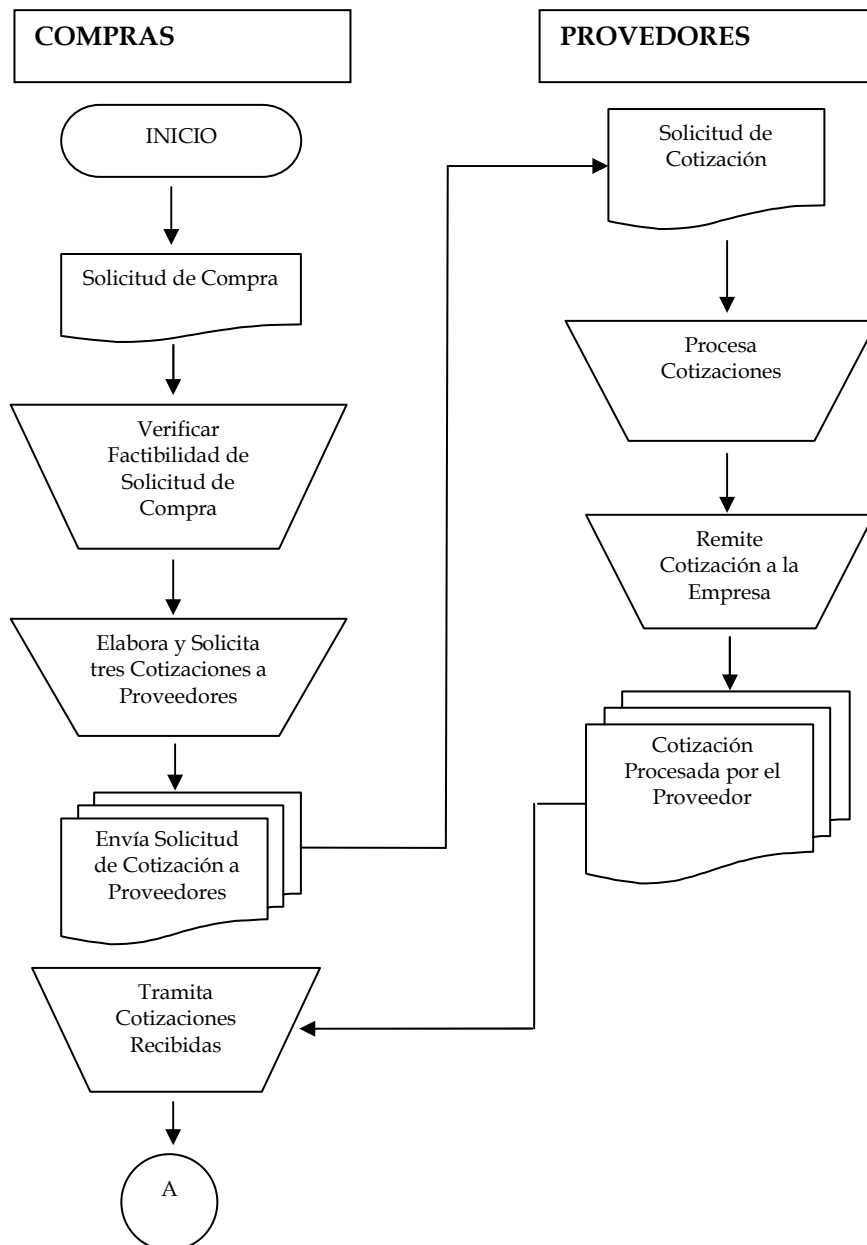 COMPRAS
PROVEDORES
INICIO
Solicitud de Compra
Verificar
Factibilidad de
Solicitud de
Compra
Elabora y Solicita
tres Cotizaciones a
Proveedores
Envía Solicitud
de Cotización a
Proveedores
Solicitud de
Cotización
Procesa
Cotizaciones
Remite
Cotización a la
Empresa
Cotización
Procesada por el
Proveedor
Tramita
Cotizaciones
Recibidas
A